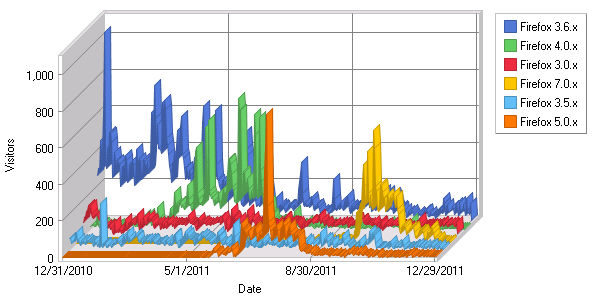 1,000
800
600
400
200
0
Visitors
12/31/2010 5/1/2011 8/30/2011 12/29/2011
Date
Firefox 3.6.x
Firefox 4.0.x
Firefox 3.0.x
Firefox 7.0.x
Firefox 3.5.x
Firefox 5.0.x